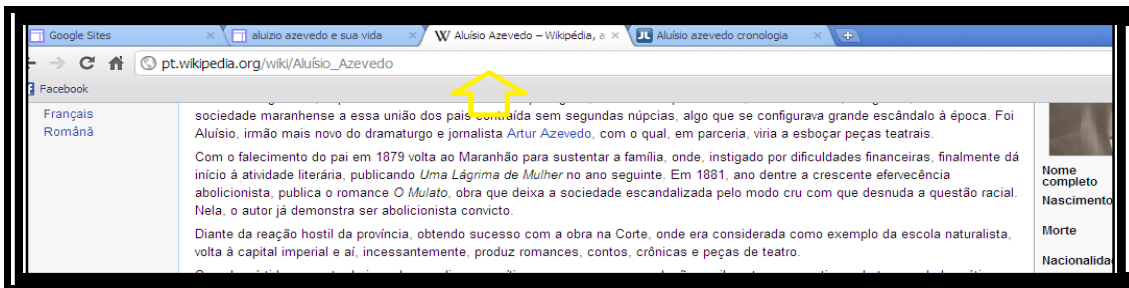 Google Sites
aluizio azevedo e sua vida
W Aluísio Azevedo – Wikipédia, a
JL Aluísio azevedo cronologia
pt.wikipedia.org/wiki/Aluísio_Azevedo
Facebook
Français
Română
sociedade maranhense a essa união dos pais contraída sem segundas núpcias, algo que se configurava grande escândalo à época. Foi
Aluísio, irmão mais novo do dramaturgo e jornalista Artur Azevedo, com o qual, em parceria, viria a esboçar peças teatrais.
Com o falecimento do pai em 1879 volta ao Maranhão para sustentar a família, onde, instigado por dificuldades financeiras, finalmente dá
início à atividade literária, publicando Uma Lágrima de Mulher no ano seguinte. Em 1881, ano dentre a crescente efervecência
abolicionista, publica o romance O Mulato, obra que deixa a sociedade escandalizada pelo modo cru com que desnuda a questão racial.
Nela, o autor já demonstra ser abolicionista convicto.
Diante da reação hostil da província, obtendo sucesso com a obra na Corte, onde era considerada como exemplo da escola naturalista,
volta à capital imperial e aí, incessantemente, produz romances, contos, crônicas e peças de teatro.
Nome
completo
Nascimento
Morte
Nacionalida